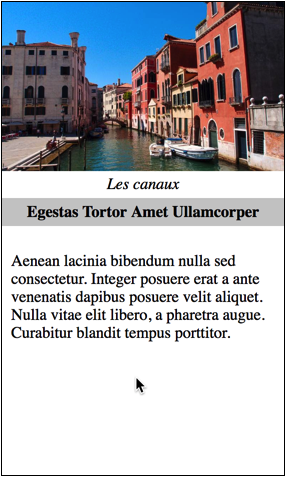 Les canaux
Egestas Tortor Amet Ullamcorper
Aenean lacinia bibendum nulla sed
consectetur. Integer posuere erat a ante
venenatis dapibus posuere velit aliquet.
Nulla vitae elit libero, a pharetra augue.
Curabitur blandit tempus porttitor.